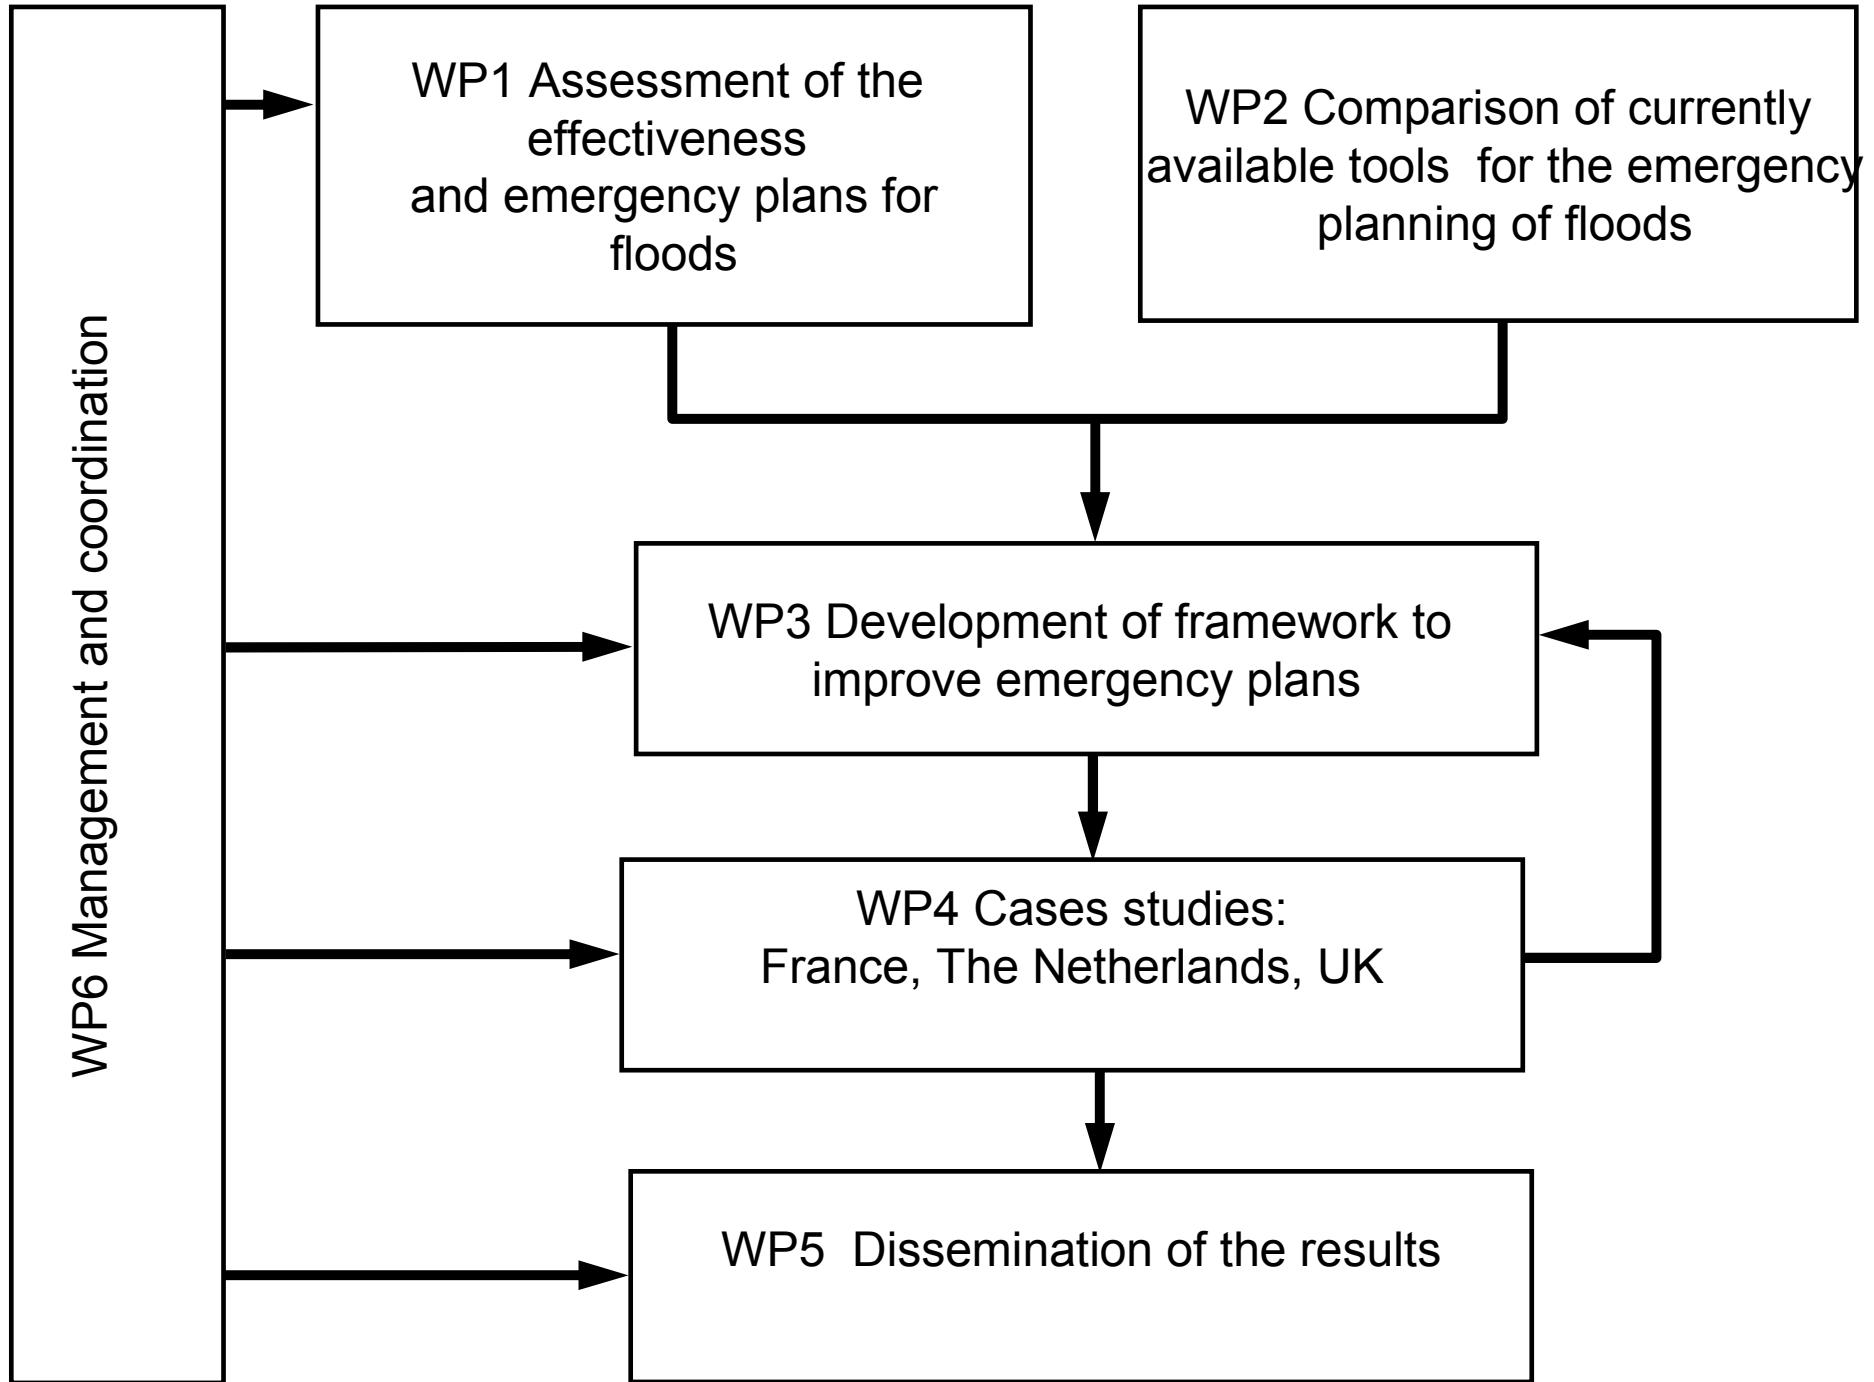 WP6 Management and coordination
WP1 Assessment of the
effectiveness
and emergency plans for
floods
WP2 Comparison of currently
available tools  for the emergency
planning of floods
WP3 Development of framework to
improve emergency plans
WP4 Cases studies:
France, The Netherlands, UK
WP5  Dissemination of the results